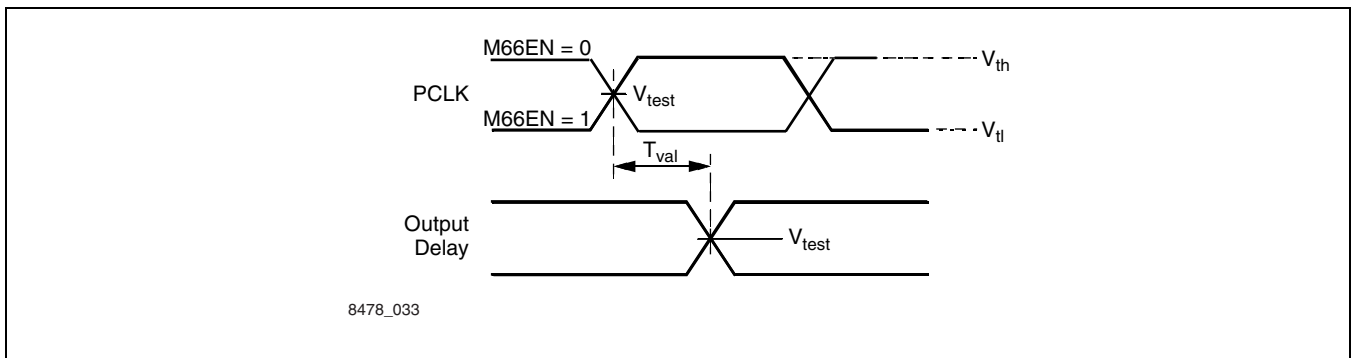 M66EN = 0
V_th
PCLK
V_test
M66EN = 1
V_tl
T_val
Output
Delay
V_test
8478_033